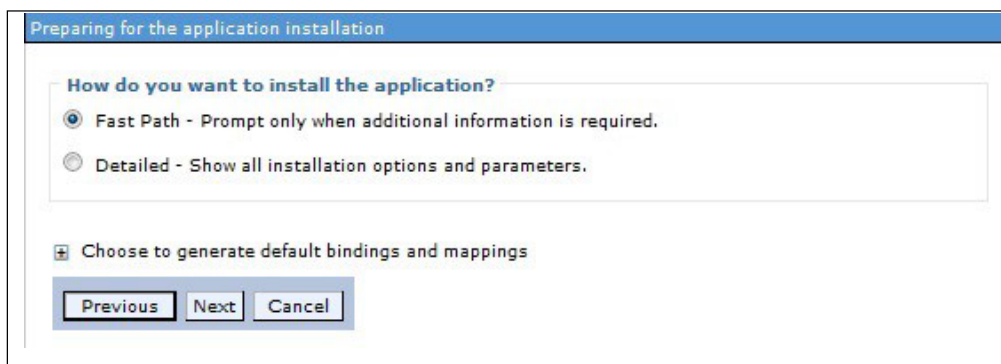 Preparing for the application installation
How do you want to install the application?
Fast Path - Prompt only when additional information is required.
Detailed - Show all installation options and parameters.
Choose to generate default bindings and mappings
Previous Next Cancel